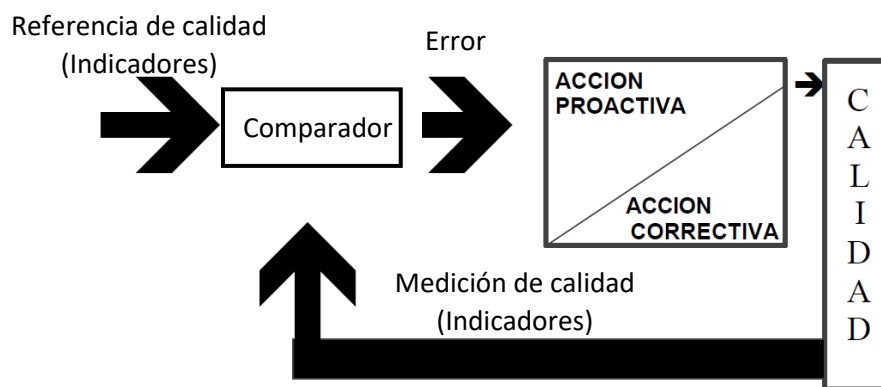 Referencia de calidad
(Indicadores)
Error
Comparador
ACCION
PROACTIVA
ACCION
CORRECTIVA
C
A
L
I
D
A
D
Medición de calidad
(Indicadores)